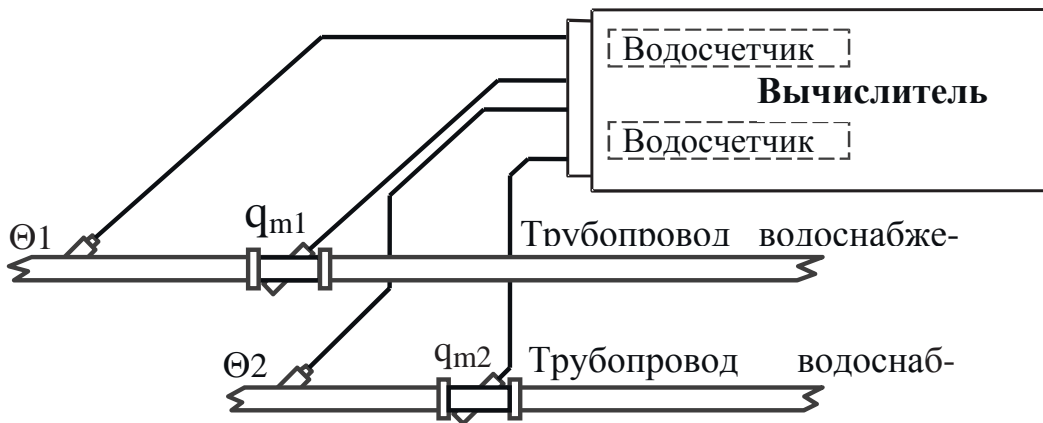 Водосчетчик
Вычислитель
Водосчетчик
Θ1
qm1
Трубопровод водоснабже-
Θ2
qm2
Трубопровод водоснаб-